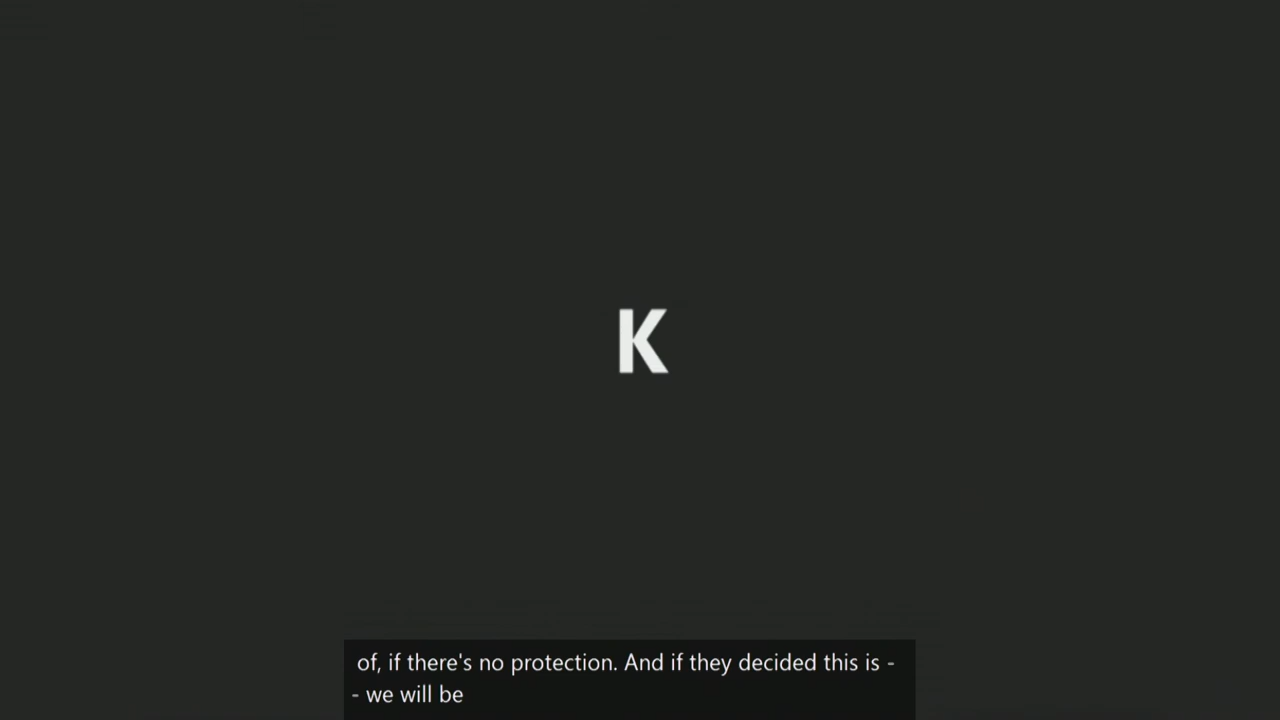 K
of, if there's no protection. And if they decided this is -
- we will be